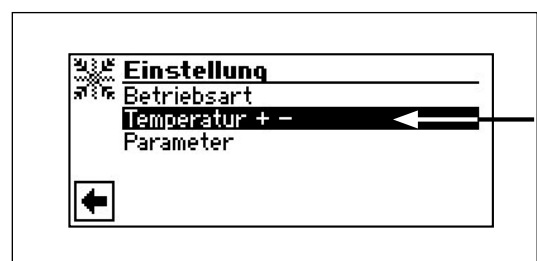 Einstellung
Betriebsart
Temperatur + −
Parameter